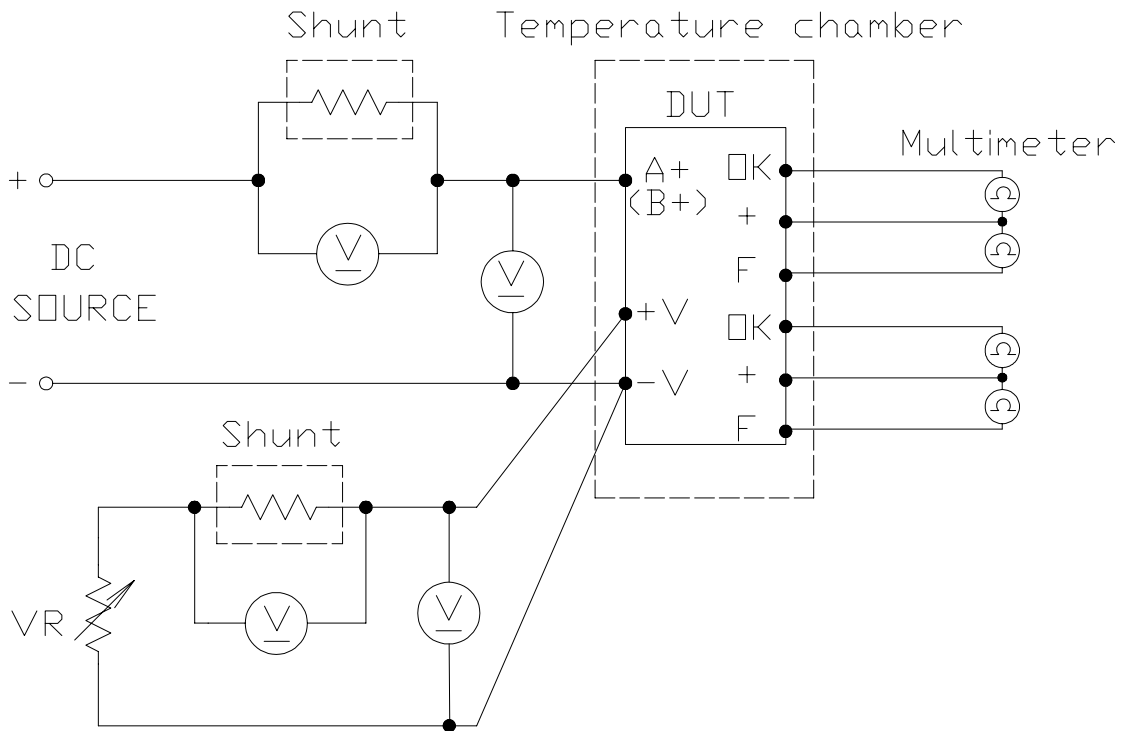 Shunt
Temperature chamber
DUT
Multimeter
+
A+
(B+)
OK
+
F
Ω
Ω
V
V
DC
SOURCE
+V
-V
-
OK
+
F
Ω
Ω
Shunt
VR
V
V